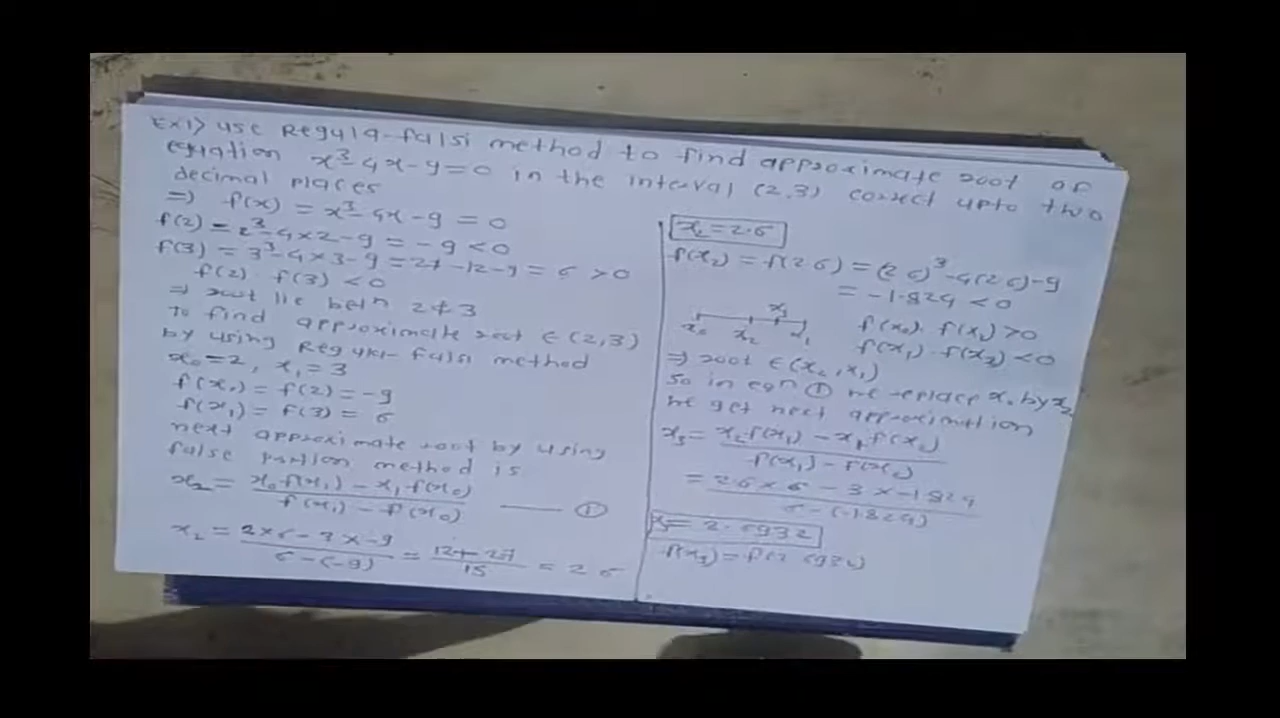 Ex1> use Regula-falsi method to find approximate root of
equation x³-4x-9=0 in the interval (2,3) correct upto two
decimal places
⇒ f(x) = x³-4x-9 = 0
f(2) = 2³-4×2-9 = -9 <0
f(3) = 3³-4×3-9 = 27-12-9 = 6 >0
f(2) f(3) <0
⇒ root lie betⁿ 2 & 3
To find approximate root ∈ (2,3)
by using Regula-falsi method
x₀=2, x₁=3
f(x₀) = f(2) = -9
f(x₁) = f(3) = 6
next approximate root by using
false position method is
x₂ = x₀f(x₁) - x₁f(x₀) / f(x₁) - f(x₀) —— ①
x₂ = 2×6-3×-9 / 6-(-9) = 12+27 / 15 = 2.6
x₂=2.6
f(x₂) = f(2.6) = (2.6)³-4(2.6)-9
= -1.824 <0
x₀ x₂ x₃ x₁
f(x₀). f(x₂) >0
f(x₁) f(x₂) <0
⇒ root ∈ (x₂, x₁)
so in eqn ① we replace x₀ by x₂
we get next approximation
x₃ = x₂f(x₁) - x₁f(x₂) / f(x₁) - f(x₂)
= 2.6×6-3×-1.824 / 6-(-1.824)
x₃= 2.6932
f(x₃) = f(2.6932)